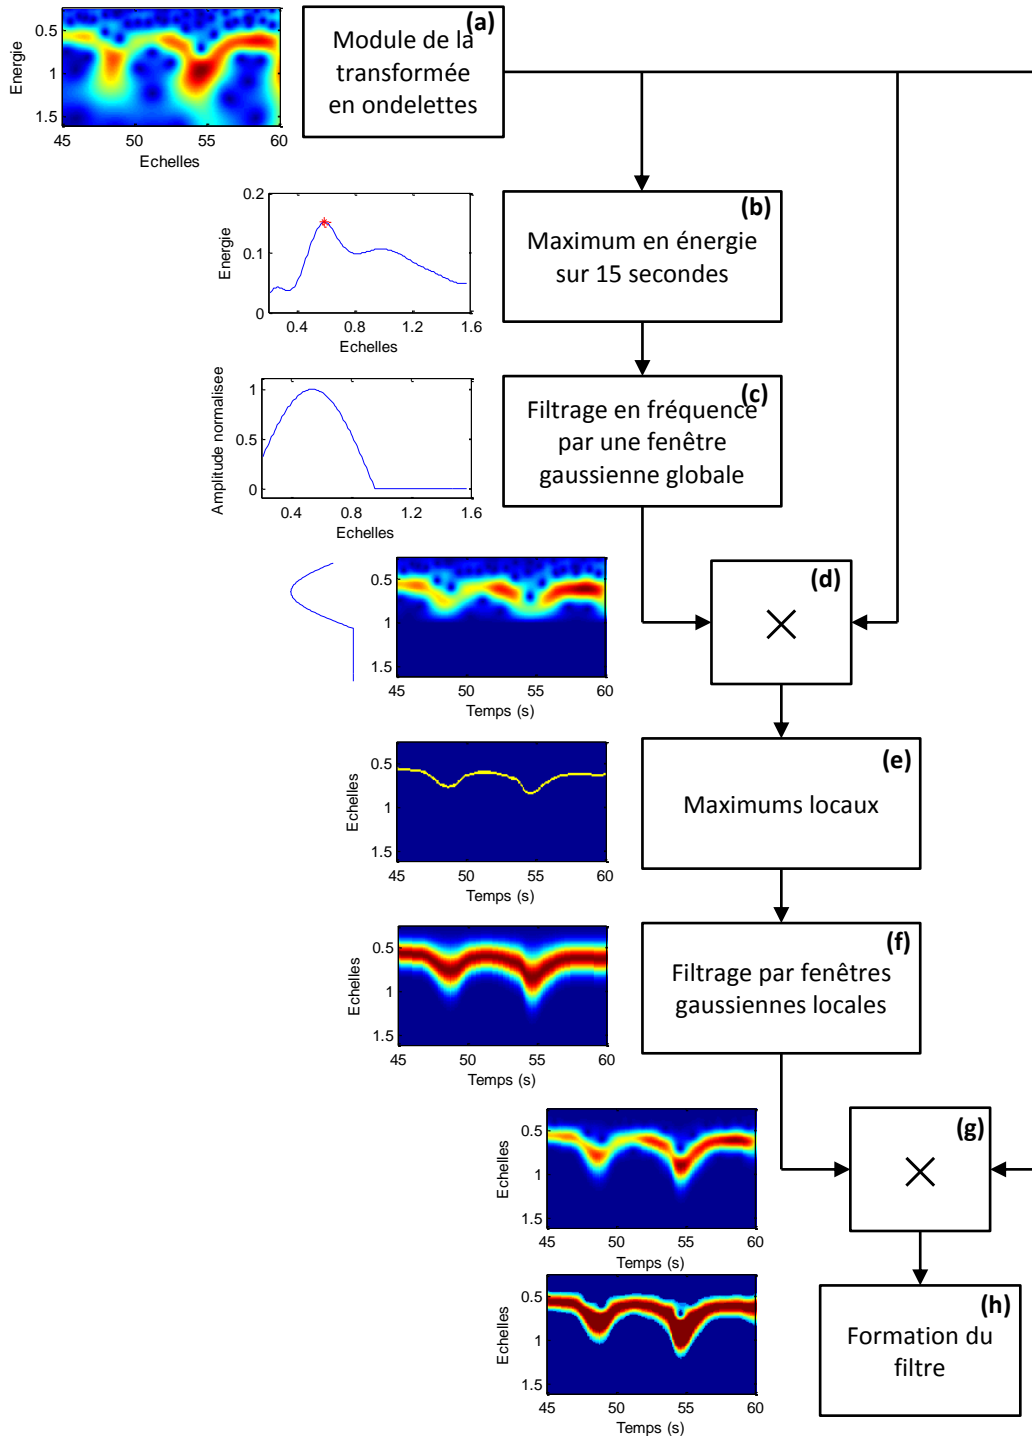 (a)
Module de la
transformée
en ondelettes
Energie
0.5
1
1.5
45
50
55
60
Echelles
(b)
Maximum en énergie
sur 15 secondes
Energie
0.2
0.1
0
0.4
0.8
1.2
1.6
Echelles
(c)
Filtrage en fréquence
par une fenêtre
gaussienne globale
Amplitude normalisee
1
0.5
0
0.4
0.8
1.2
1.6
Echelles
(d)
0.5
1
1.5
45
50
55
60
Temps (s)
(e)
Maximums locaux
Echelles
0.5
1
1.5
45
50
55
60
Temps (s)
(f)
Filtrage par fenêtres
gaussiennes locales
Echelles
0.5
1
1.5
45
50
55
60
Temps (s)
(g)
Echelles
0.5
1
1.5
45
50
55
60
Temps (s)
(h)
Formation du
filtre
Echelles
0.5
1
1.5
45
50
55
60
Temps (s)